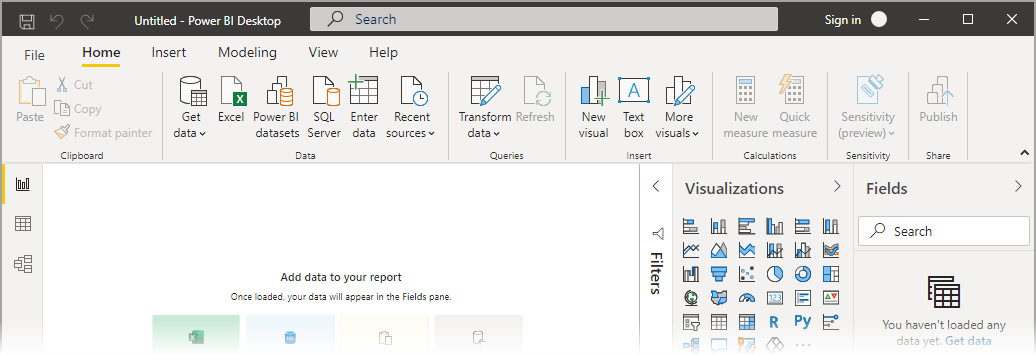 Untitled - Power BI Desktop
Search
Sign in
File
Home
Insert
Modeling
View
Help
Paste
Cut
Copy
Format painter
Clipboard
Get data
Excel
Power BI datasets
SQL Server
Enter data
Recent sources
Data
Transform data
Refresh
Queries
New visual
Text box
More visuals
Insert
New measure
Quick measure
Calculations
Sensitivity (preview)
Sensitivity
Publish
Share
Add data to your report
Once loaded, your data will appear in the Fields pane.
Filters
Visualizations
123
R
Py
Fields
Search
You haven't loaded any
data yet. Get data